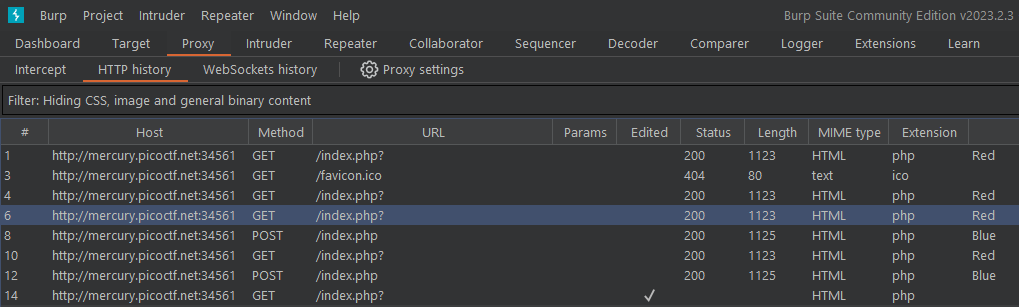 Burp Project Intruder Repeater Window Help Burp Suite Community Edition v2023.2.3
Dashboard Target Proxy Intruder Repeater Collaborator Sequencer Decoder Comparer Logger Extensions Learn
Intercept HTTP history WebSockets history Proxy settings
Filter: Hiding CSS, image and general binary content
# Host Method URL Params Edited Status Length MIME type Extension
1 http://mercury.picoctf.net:34561 GET /index.php? 200 1123 HTML php Red
3 http://mercury.picoctf.net:34561 GET /favicon.ico 404 80 text ico
4 http://mercury.picoctf.net:34561 GET /index.php? 200 1123 HTML php Red
6 http://mercury.picoctf.net:34561 GET /index.php? 200 1123 HTML php Red
8 http://mercury.picoctf.net:34561 POST /index.php 200 1125 HTML php Blue
10 http://mercury.picoctf.net:34561 GET /index.php? 200 1123 HTML php Red
12 http://mercury.picoctf.net:34561 POST /index.php 200 1125 HTML php Blue
14 http://mercury.picoctf.net:34561 GET /index.php? ✓ HTML php